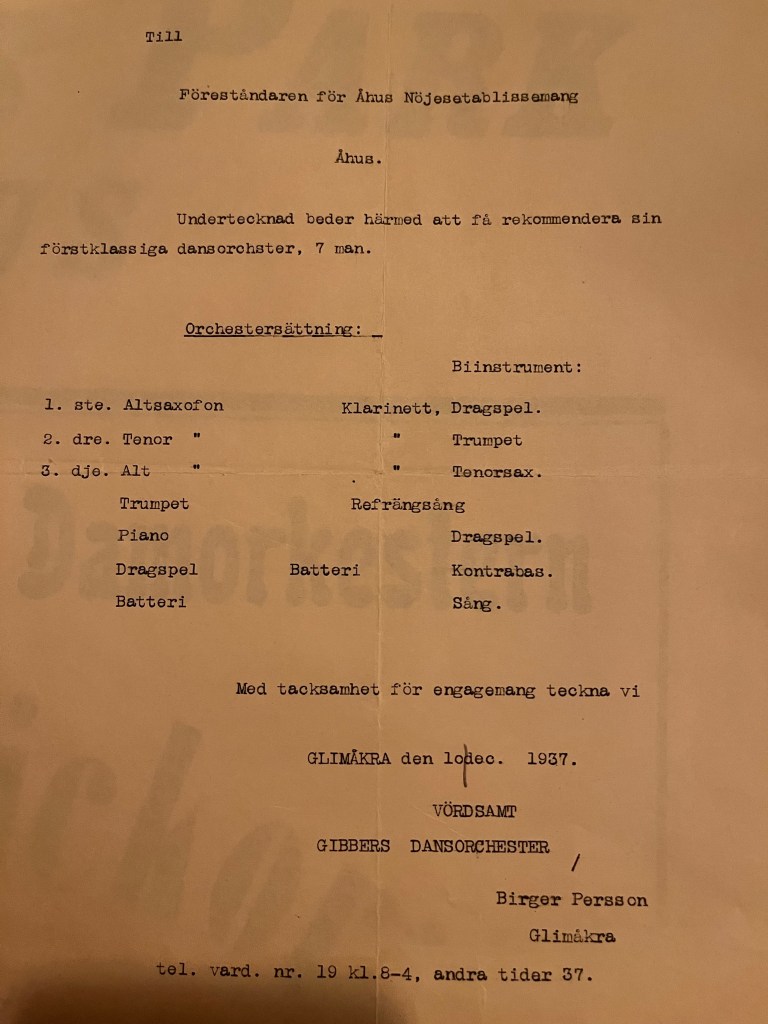 Till
Föreståndaren för Åhus Nöjesetablissemang
Åhus.
Undertecknad beder härmed att få rekommendera sin
förstklassiga dansorchster, 7 man.
Orchestersättning: _
Biinstrument:
1. ste. Altsaxofon Klarinett, Dragspel.
2. dre. Tenor " " Trumpet
3. dje. Alt " " Tenorsax.
Trumpet Refrängsång
Piano Dragspel.
Dragspel Batteri Kontrabas.
Batteri Sång.
Med tacksamhet för engagemang teckna vi
GLIMÅKRA den 10/dec. 1937.
VÖRDSAMT
GIBBERS DANSORCHESTER
/
Birger Persson
Glimåkra
tel. vard. nr. 19 kl.8-4, andra tider 37.
PARK
Dansorkestern